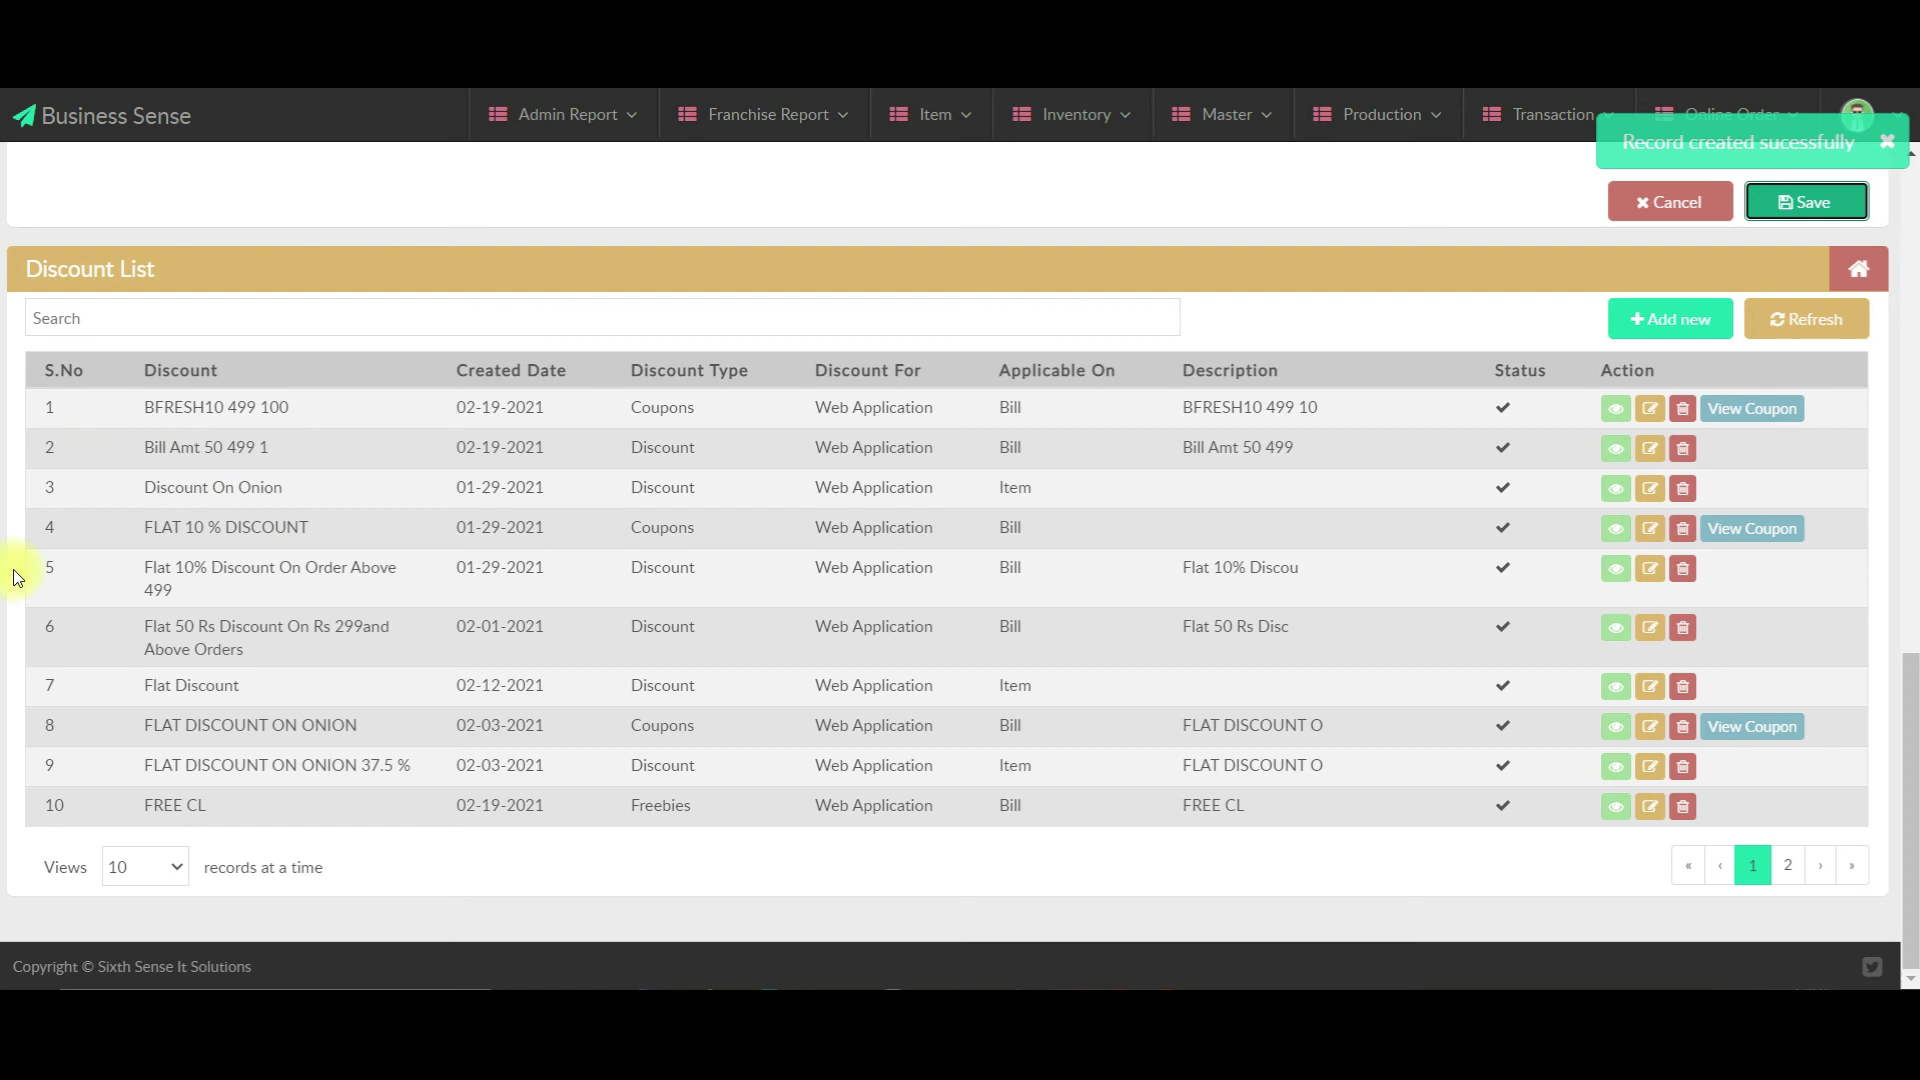 Business Sense
Admin Report
Franchise Report
Item
Inventory
Master
Production
Transaction
Online Order
Record created sucessfully
Cancel
Save
Discount List
Search
Add new
Refresh
S.No Discount Created Date Discount Type Discount For Applicable On Description Status Action
1 BFRESH10 499 100 02-19-2021 Coupons Web Application Bill BFRESH10 499 10 View Coupon
2 Bill Amt 50 499 1 02-19-2021 Discount Web Application Bill Bill Amt 50 499
3 Discount On Onion 01-29-2021 Discount Web Application Item
4 FLAT 10 % DISCOUNT 01-29-2021 Coupons Web Application Bill View Coupon
5 Flat 10% Discount On Order Above 01-29-2021 Discount Web Application Bill Flat 10% Discou
499
6 Flat 50 Rs Discount On Rs 299and 02-01-2021 Discount Web Application Bill Flat 50 Rs Disc
Above Orders
7 Flat Discount 02-12-2021 Discount Web Application Item
8 FLAT DISCOUNT ON ONION 02-03-2021 Coupons Web Application Bill FLAT DISCOUNT O View Coupon
9 FLAT DISCOUNT ON ONION 37.5 % 02-03-2021 Discount Web Application Item FLAT DISCOUNT O
10 FREE CL 02-19-2021 Freebies Web Application Bill FREE CL
Views 10 records at a time
« ‹ 1 2 › »
Copyright © Sixth Sense It Solutions